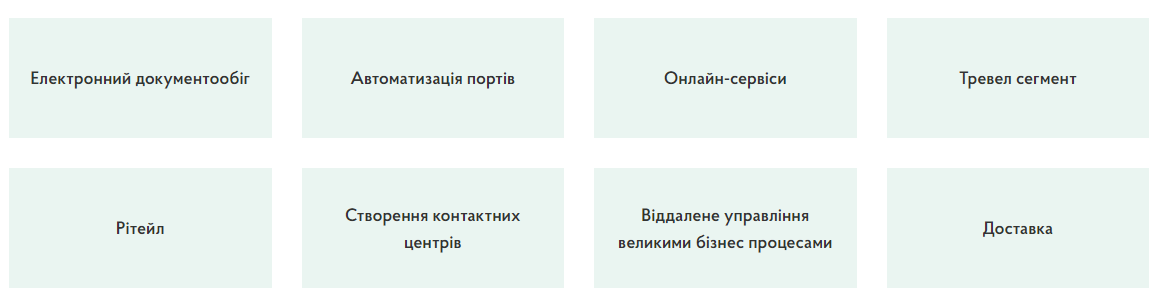 Електронний документообіг
Автоматизація портів
Онлайн-сервіси
Тревел сегмент
Рітейл
Створення контактних
центрів
Віддалене управління
великими бізнес процесами
Доставка